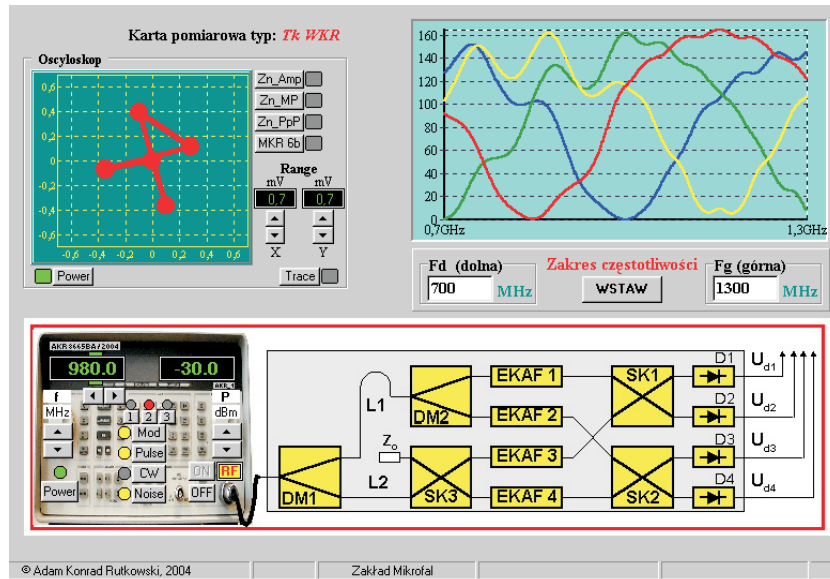 Karta pomiarowa typ: Tk WKR
Oscyloskop
0,6
0,4
0,2
0
-0,2
-0,4
-0,6
-0,6 -0,4 -0,2 0 0,2 0,4 0,6
Zn_Amp
Zn_MP
Zn_PpP
MKR 6b
Range
mV mV
0,7 0,7
X Y
Power
Trace
160
140
120
100
80
60
40
20
0
0,7GHz 1,3GHz
Fd (dolna)
700 MHz
Zakres częstotliwości
WSTAW
Fg (górna)
1300 MHz
AKR 8665BA / 2004
980.0 -30.0
f
MHz
P
dBm
1 2 3
Mod
Pulse
CW
Noise
ON RF
OFF
Power
DM1
L1
L2
Zo
DM2
SK3
EKAF 1
EKAF 2
EKAF 3
EKAF 4
SK1
SK2
D1
D2
D3
D4
Ud1
Ud2
Ud3
Ud4
© Adam Konrad Rutkowski, 2004
Zakład Mikrofal